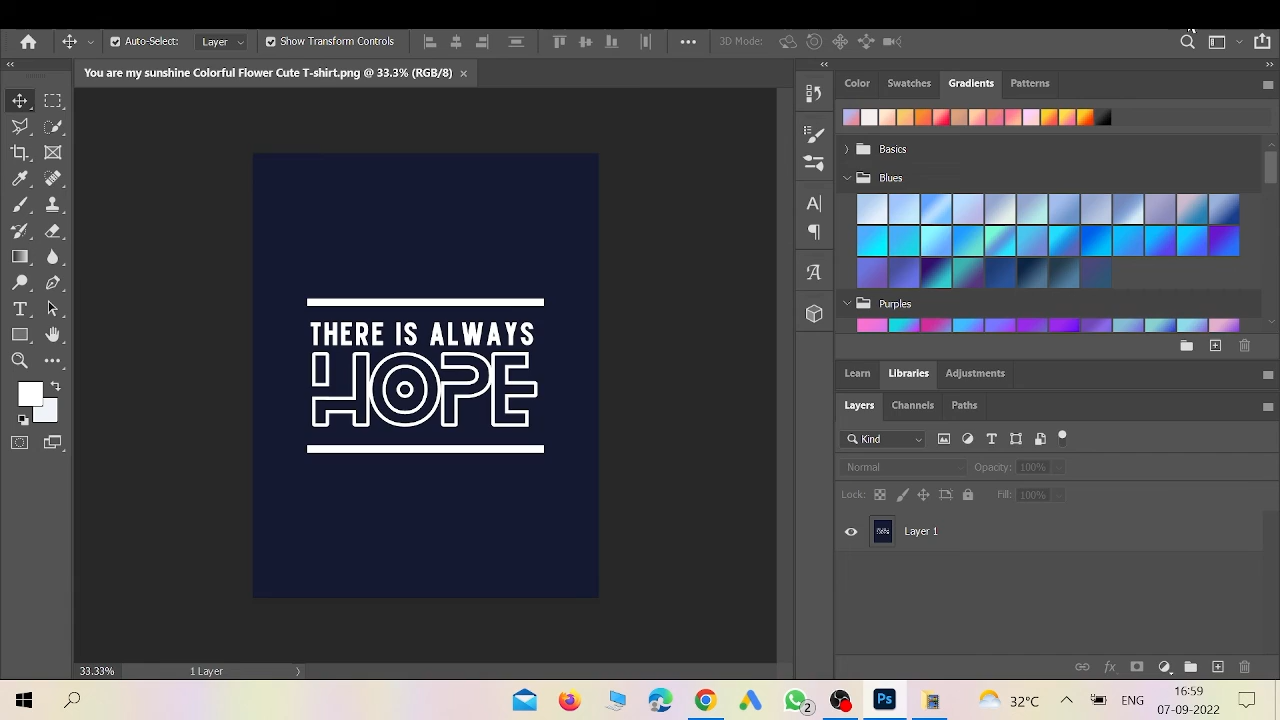 Auto-Select: Layer Show Transform Controls 3D Mode:
You are my sunshine Colorful Flower Cute T-shirt.png @ 33.3% (RGB/8)
Color Swatches Gradients Patterns
Basics
Blues
Purples
THERE IS ALWAYS
HOPE
Learn Libraries Adjustments
Layers Channels Paths
Kind
Normal Opacity: 100%
Lock: Fill: 100%
Layer 1
33.33% 1 Layer
2 Ps 32°C ENG 16:59
07-09-2022